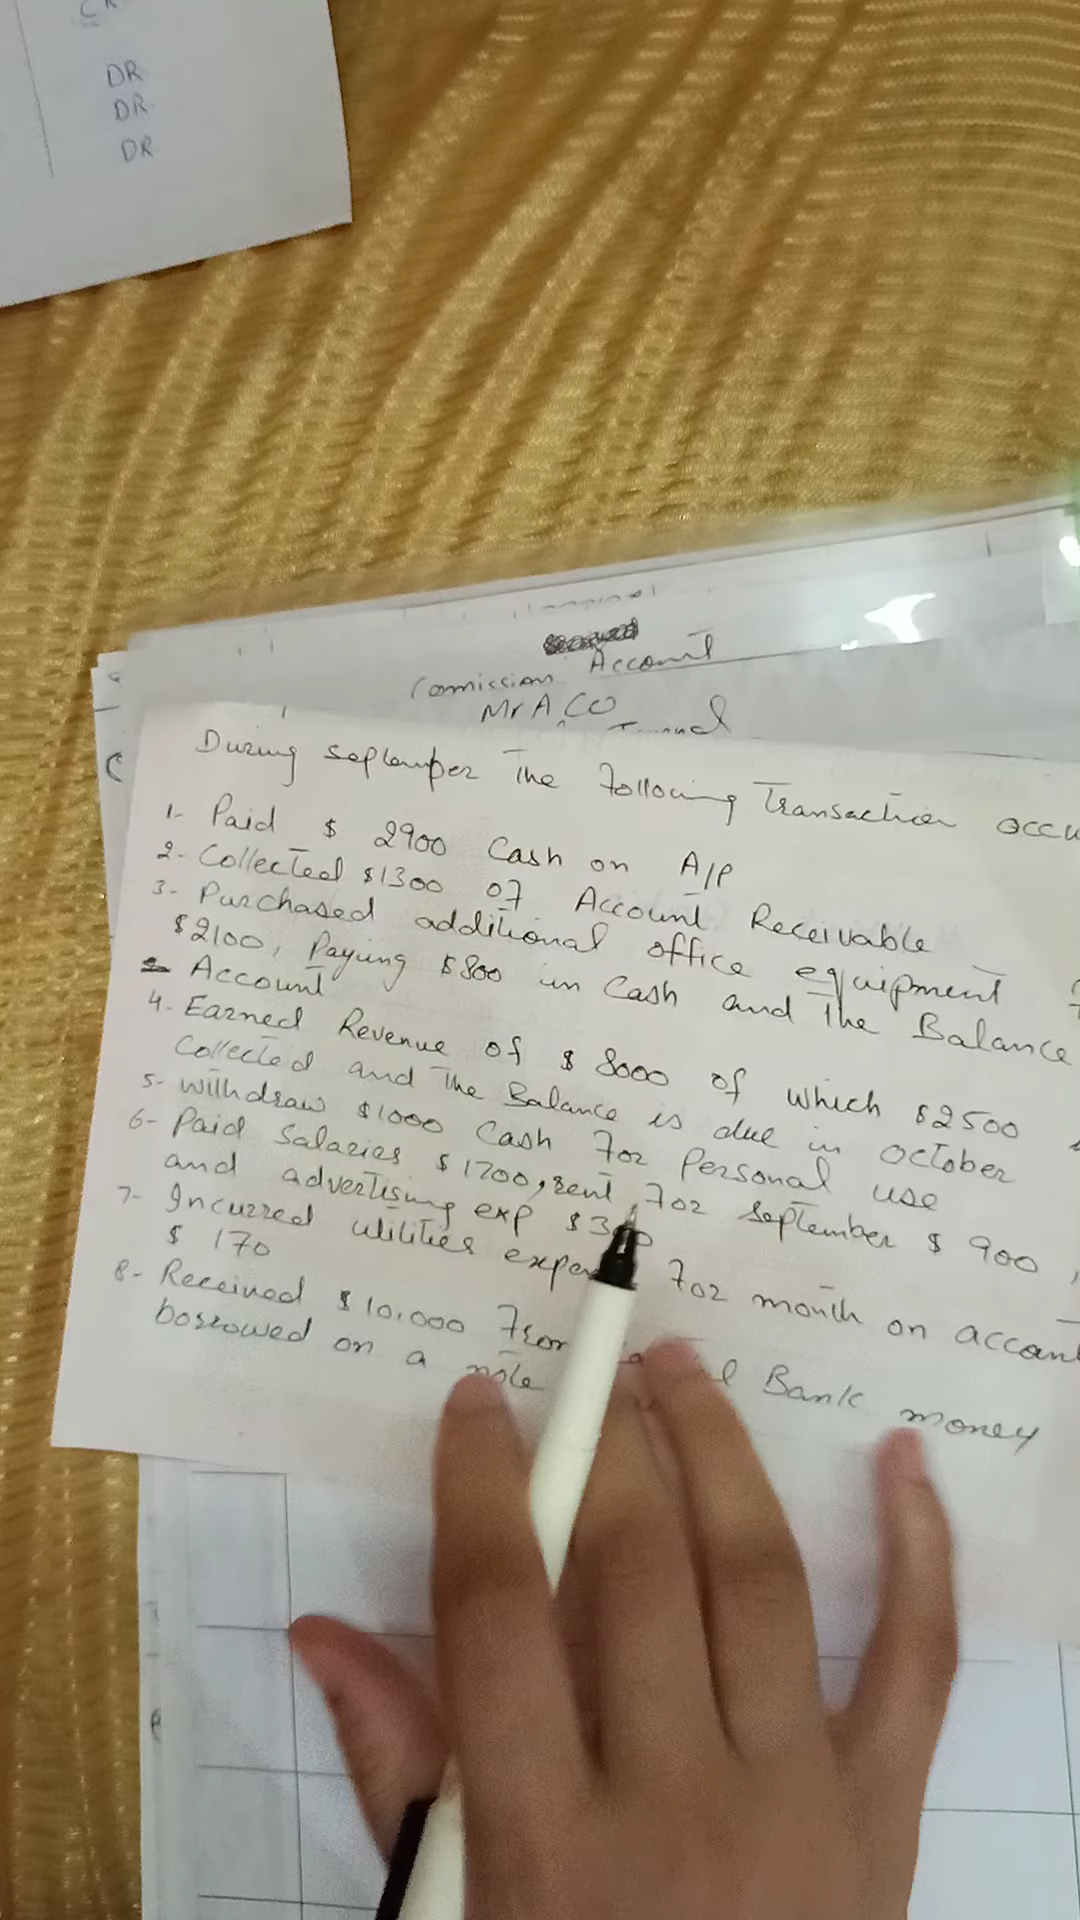 CR
DR
DR
DR
Account
Comission
Mr A, CO
During september The Following Transaction occu
1- Paid $ 2900 Cash on A/P
2- Collected $1300 of Account Receivable
3- Purchased additional office equipment
$2100, Paying $800 in Cash and The Balance
Account
4- Earned Revenue of $ 8000 of which $2500
Collected and The Balance is due in October
5- withdraw $1000 Cash For Personal use
6- Paid Salaries $1700, rent For september $ 900,
and advertising exp
7- Incurred utilities For month on account
$ 170
8- Received $10,000 Bank money
borrowed on a note